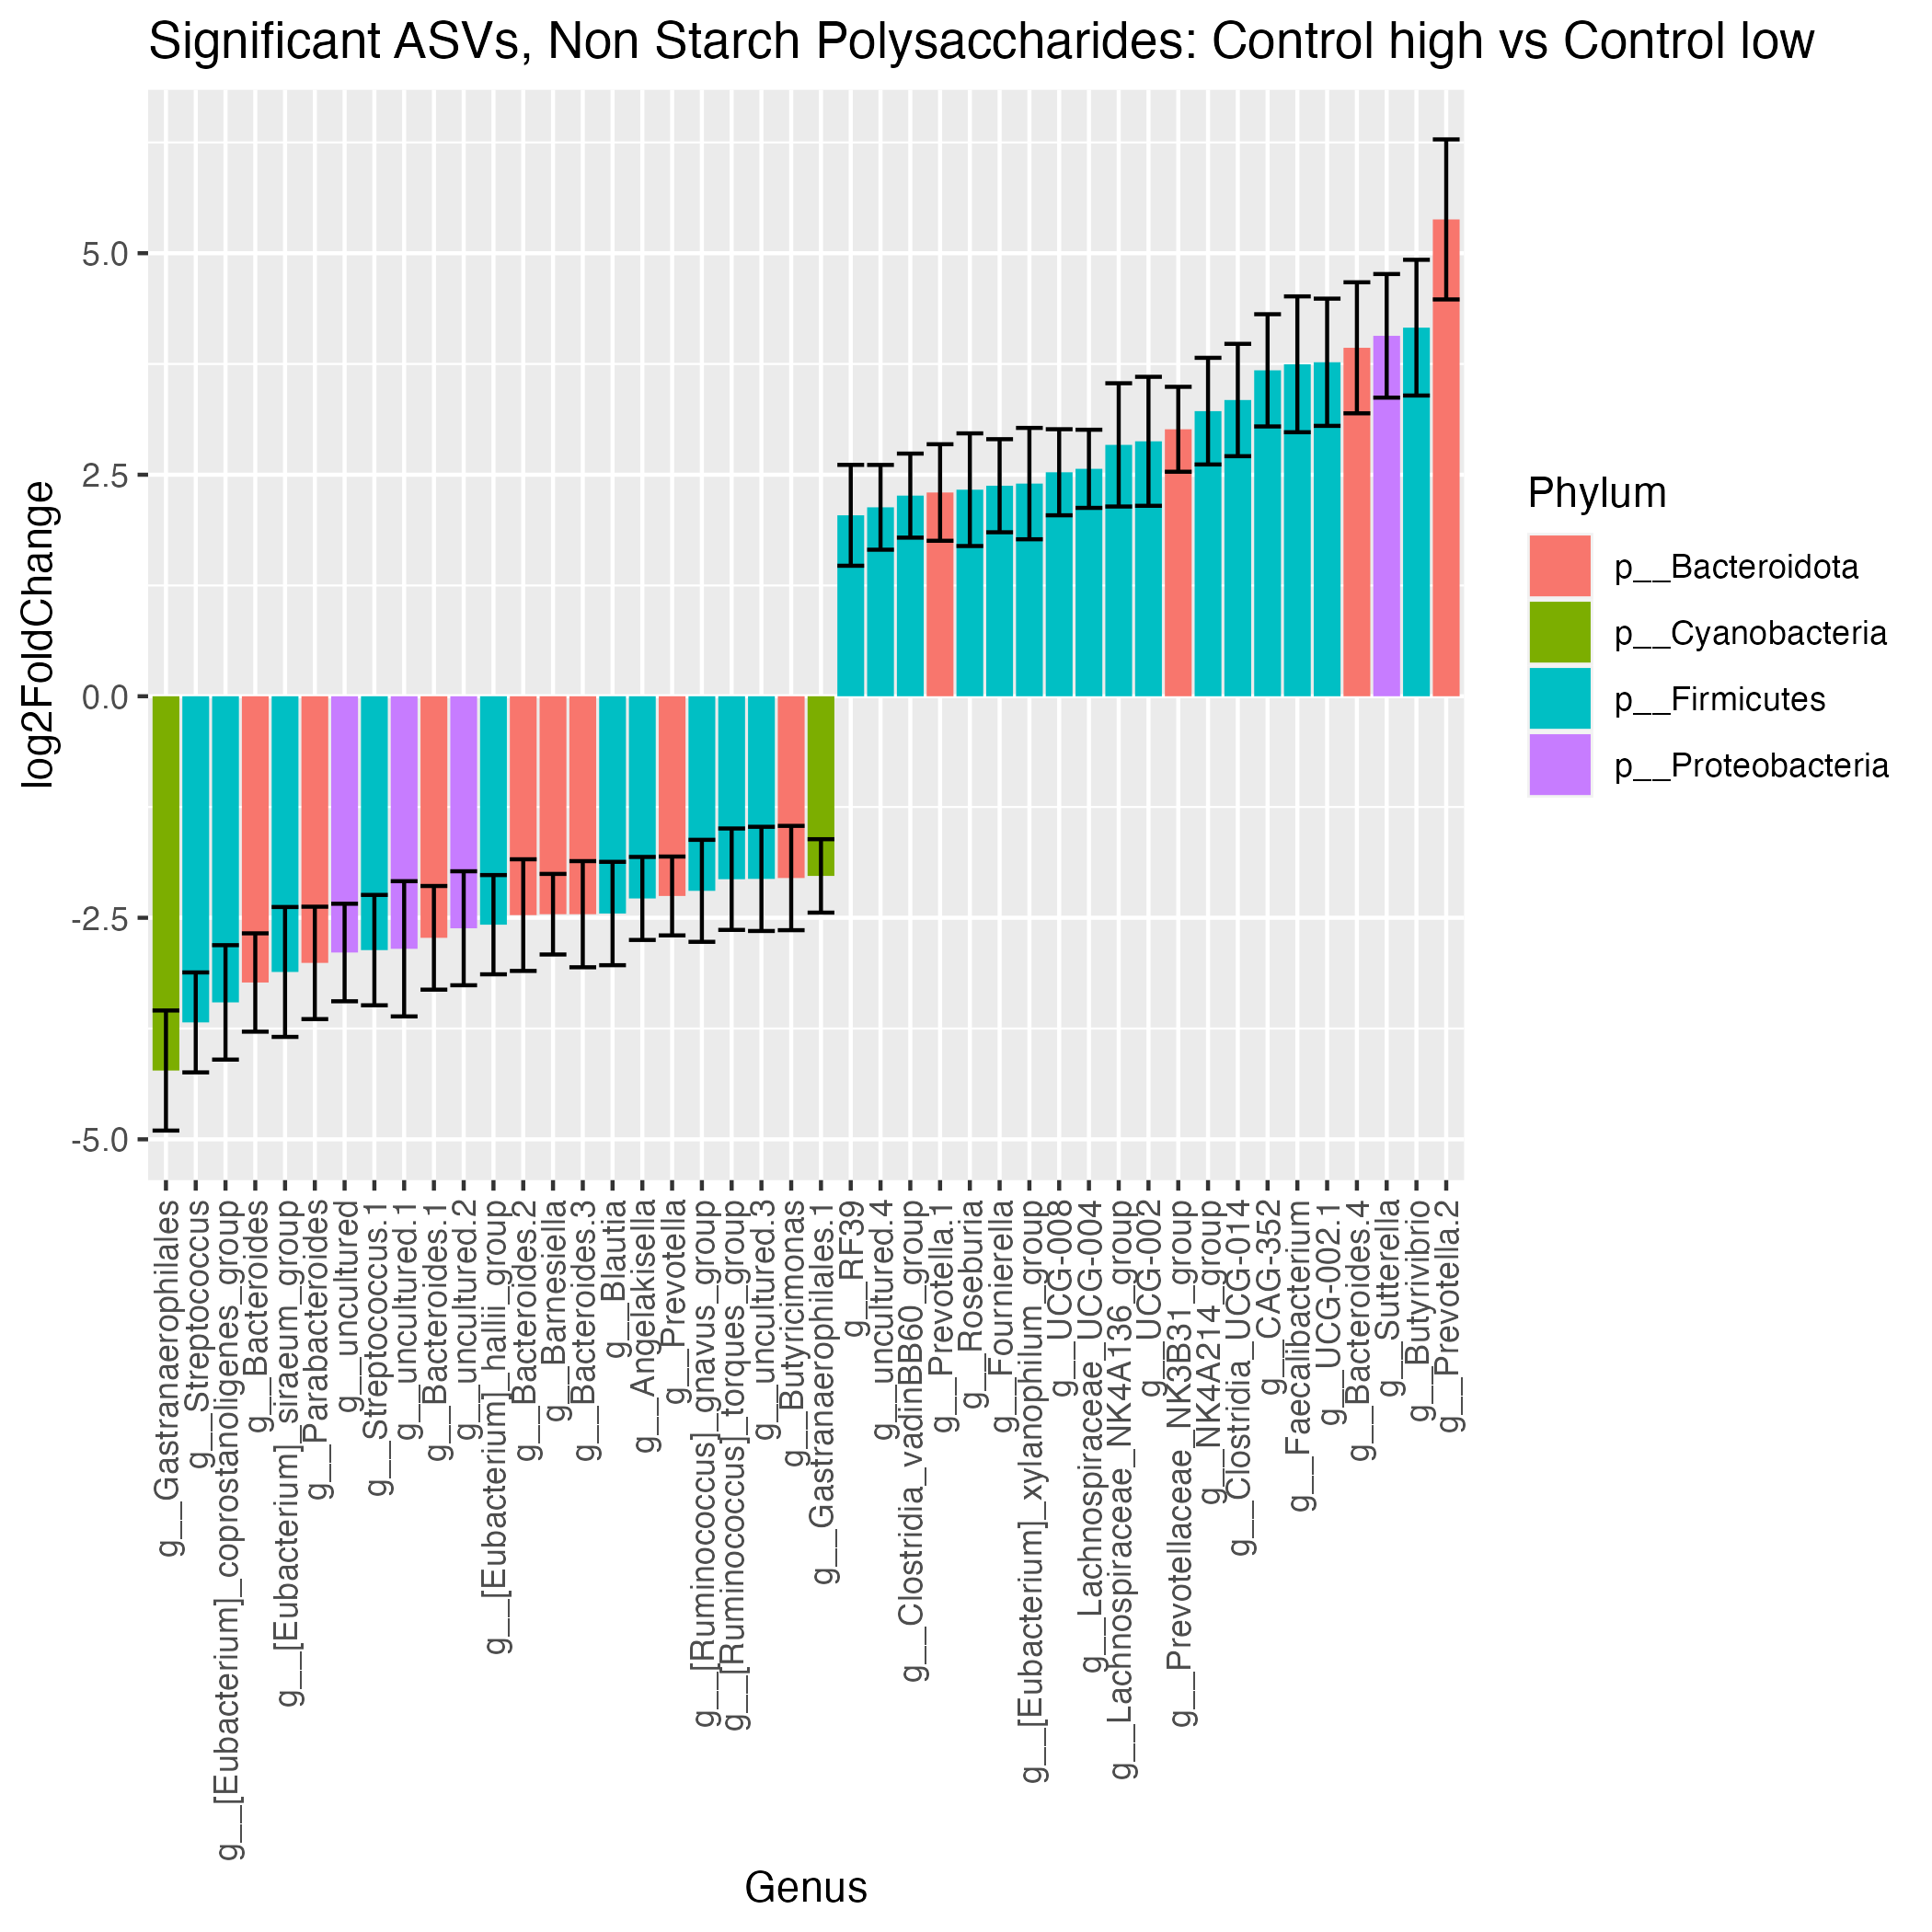 Significant ASVs, Non Starch Polysaccharides: Control high vs Control low
log2FoldChange
5.0
2.5
0.0
-2.5
-5.0
g__Gastranaerophilales
g__Streptococcus
g__[Eubacterium]_coprostanoligenes_group
g__Bacteroides
g__[Eubacterium]_siraeum_group
g__Parabacteroides
g__uncultured
g__Streptococcus.1
g__uncultured.1
g__Bacteroides.1
g__uncultured.2
g__[Eubacterium]_hallii_group
g__Bacteroides.2
g__Barnesiella
g__Bacteroides.3
g__Blautia
g__Angelakisella
g__Prevotella
g__[Ruminococcus]_gnavus_group
g__[Ruminococcus]_torques_group
g__uncultured.3
g__Butyricimonas
g__Gastranaerophilales.1
g__RF39
g__uncultured.4
g__Clostridia_vadinBB60_group
g__Prevotella.1
g__Roseburia
g__Fournierella
g__[Eubacterium]_xylanophilum_group
g__UCG-008
g__Lachnospiraceae_UCG-004
g__Lachnospiraceae_NK4A136_group
g__UCG-002
g__Prevotellaceae_NK3B31_group
g__NK4A214_group
g__Clostridia_UCG-014
g__CAG-352
g__Faecalibacterium
g__UCG-002.1
g__Bacteroides.4
g__Sutterella
g__Butyrivibrio
g__Prevotella.2
Genus
Phylum
p__Bacteroidota
p__Cyanobacteria
p__Firmicutes
p__Proteobacteria